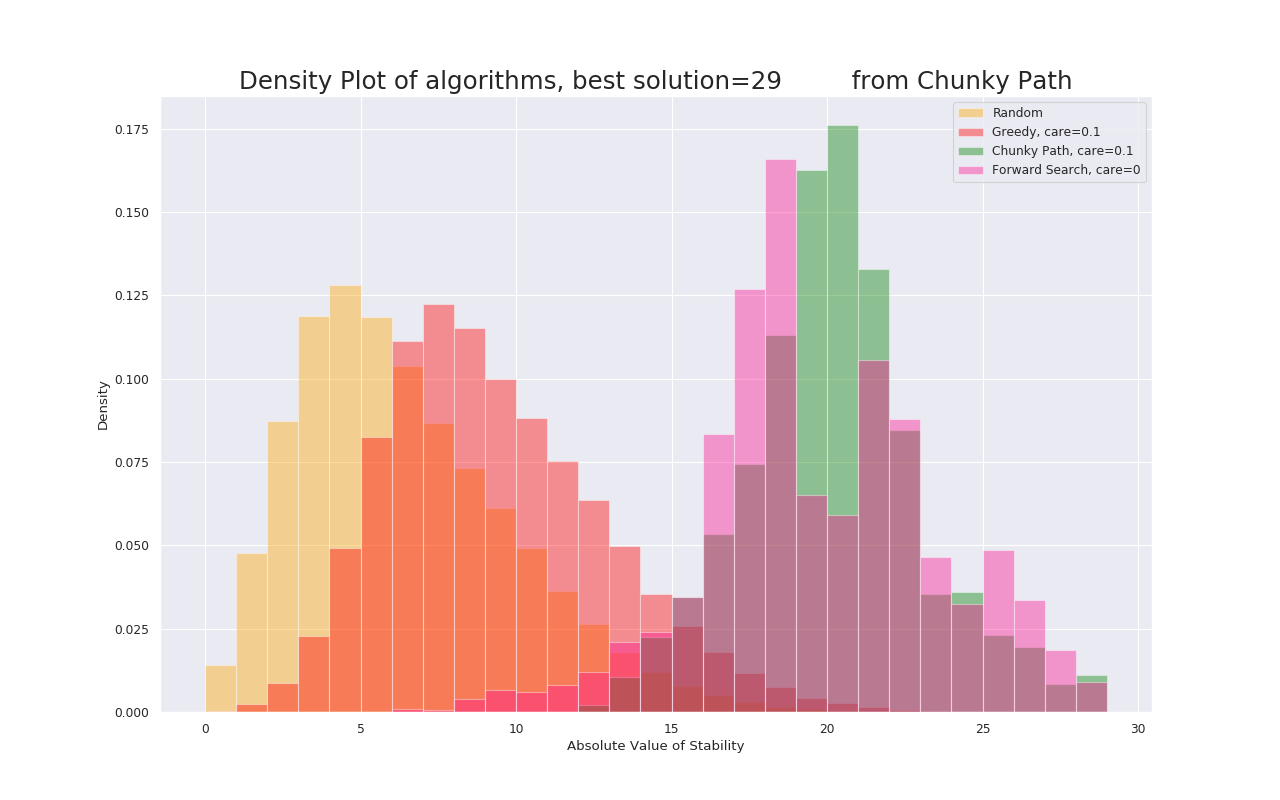 Density Plot of algorithms, best solution=29 from Chunky Path
Random
Greedy, care=0.1
Chunky Path, care=0.1
Forward Search, care=0
0.175
0.150
0.125
0.100
0.075
0.050
0.025
0.000
Density
0 5 10 15 20 25 30
Absolute Value of Stability